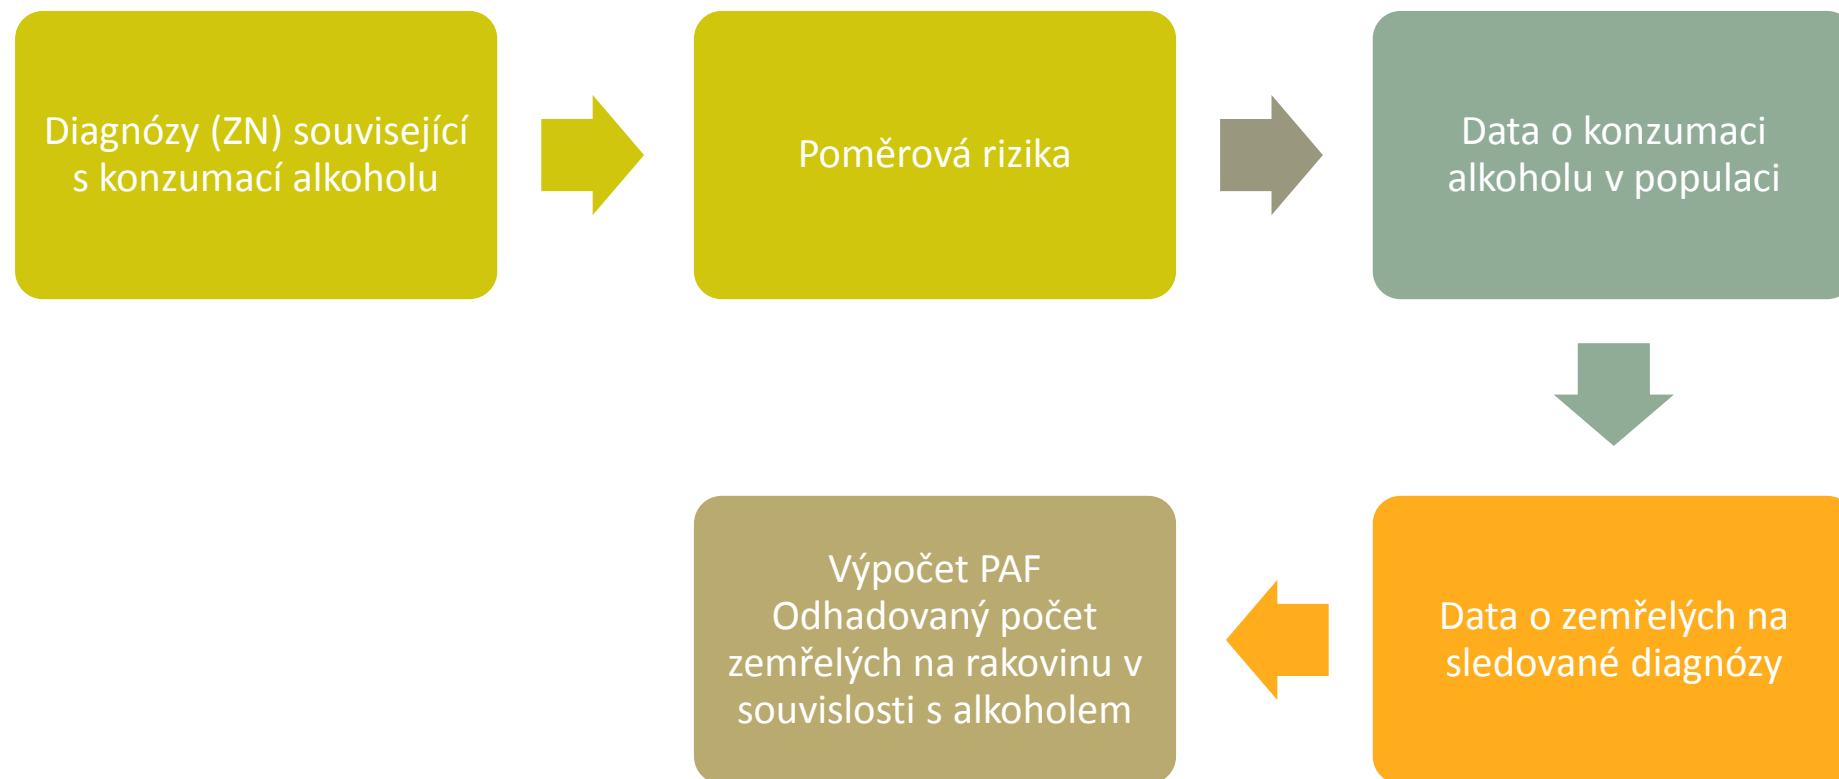 Diagnózy (ZN) související
s konzumací alkoholu
Poměrová rizika
Data o konzumaci
alkoholu v populaci
Data o zemřelých na
sledované diagnózy
Výpočet PAF
Odhadovaný počet
zemřelých na rakovinu v
souvislosti s alkoholem